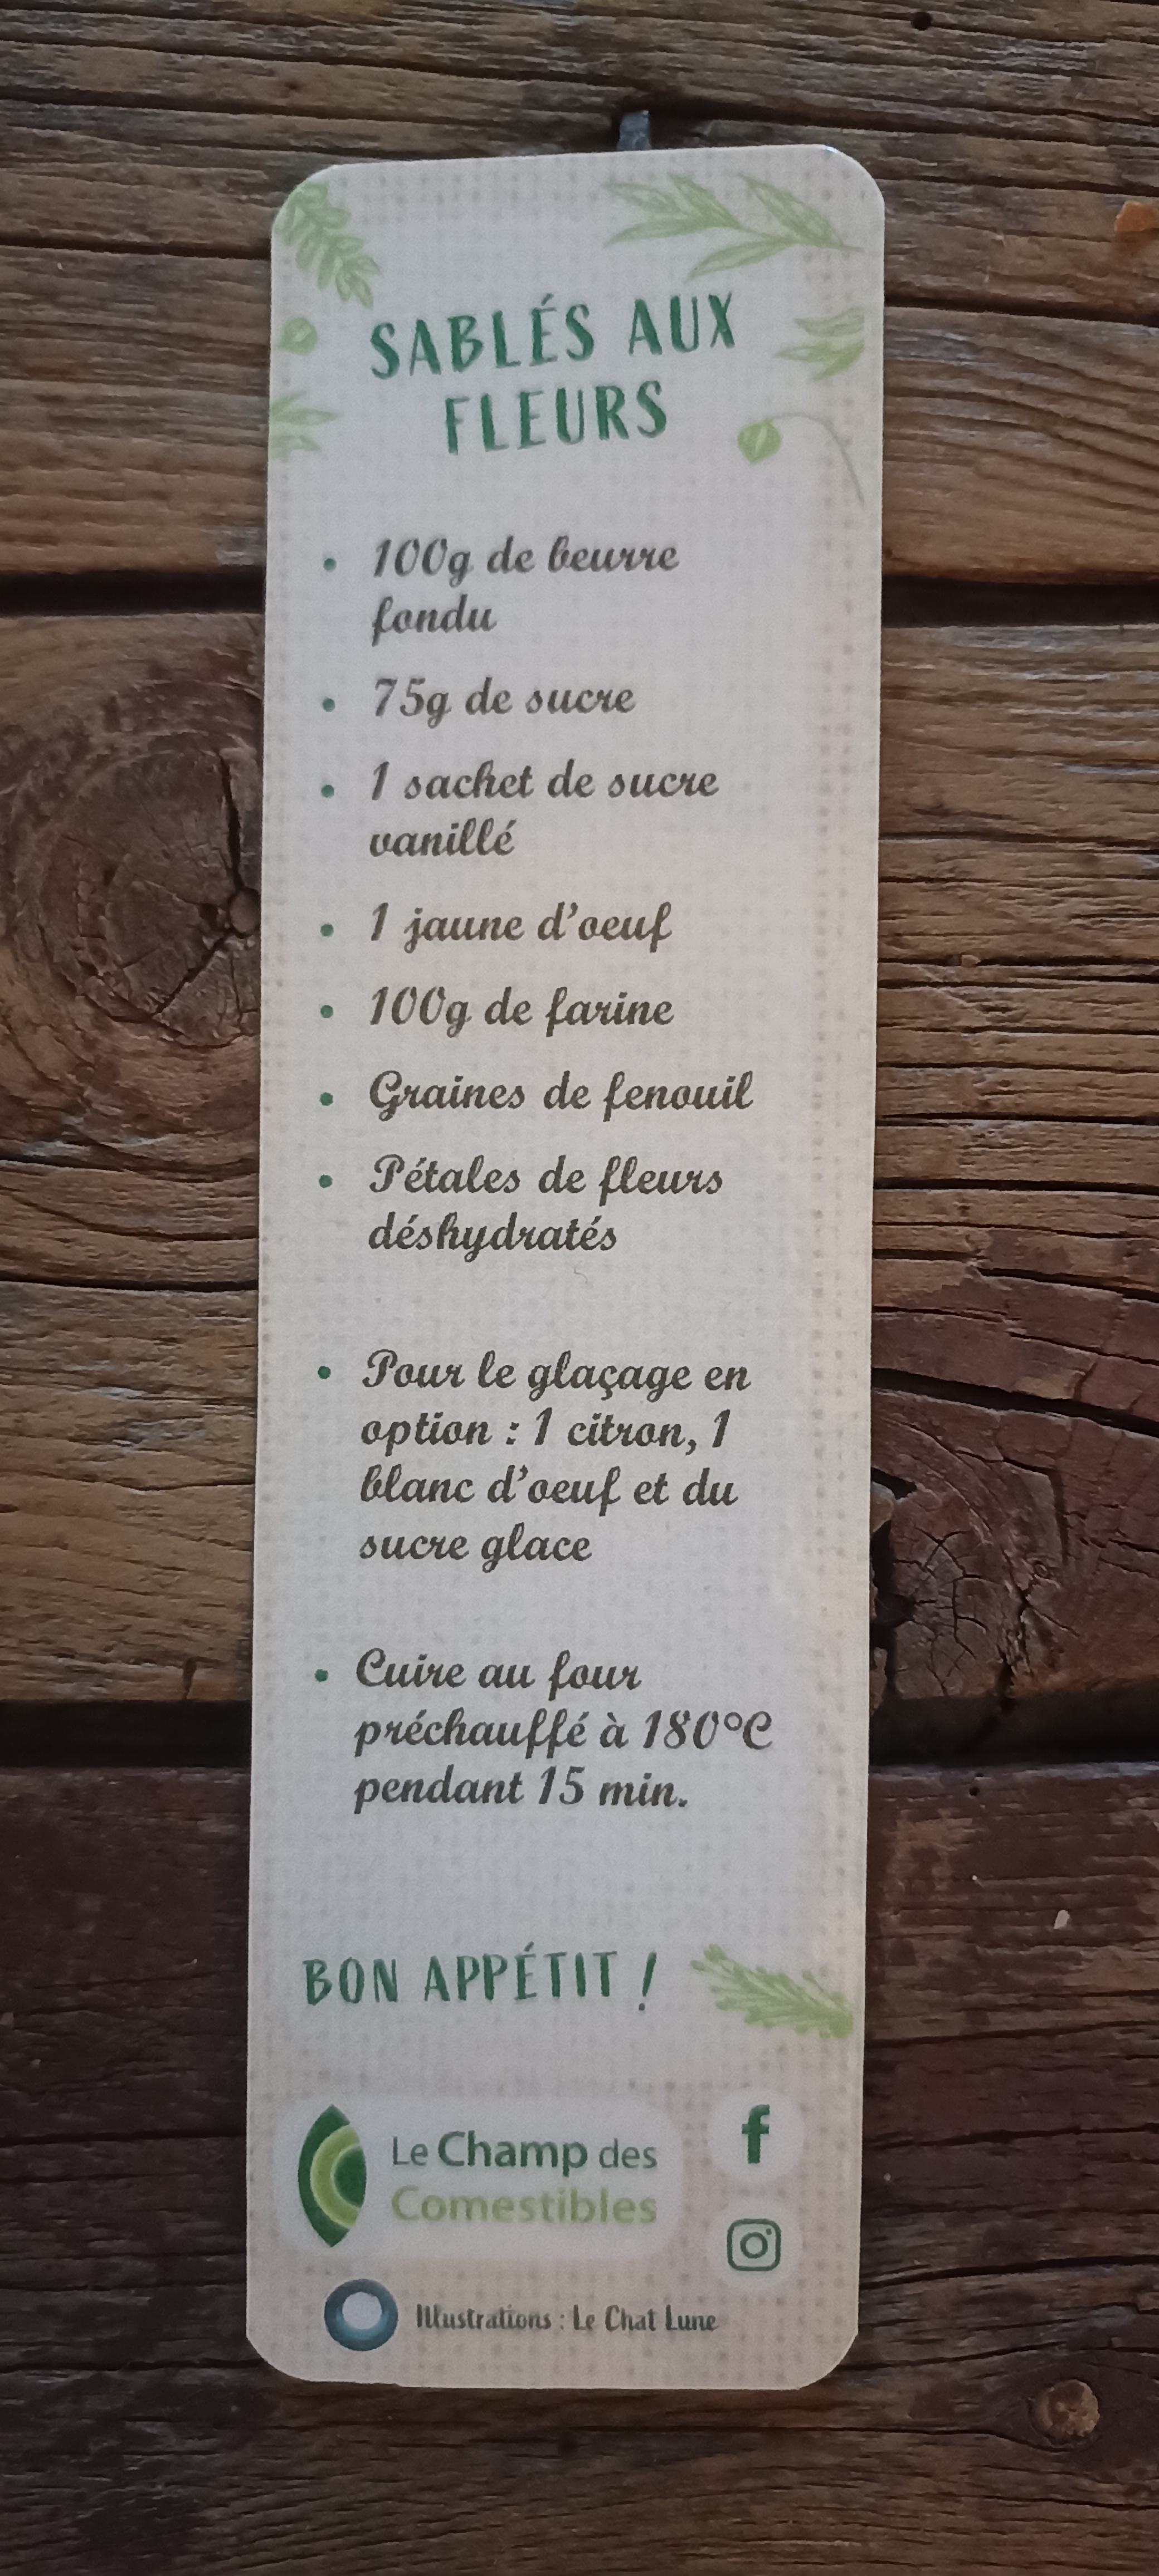 SABLÉS AUX
FLEURS
• 100g de beurre
fondu
• 75g de sucre
• 1 sachet de sucre
vanillé
• 1 jaune d'oeuf
• 100g de farine
• Graines de fenouil
• Pétales de fleurs
déshydratés
• Pour le glaçage en
option : 1 citron, 1
blanc d'oeuf et du
sucre glace
• Cuire au four
préchauffé à 180°C
pendant 15 min.
BON APPÉTIT !
Le Champ des
Comestibles
Illustrations : Le Chat Lune